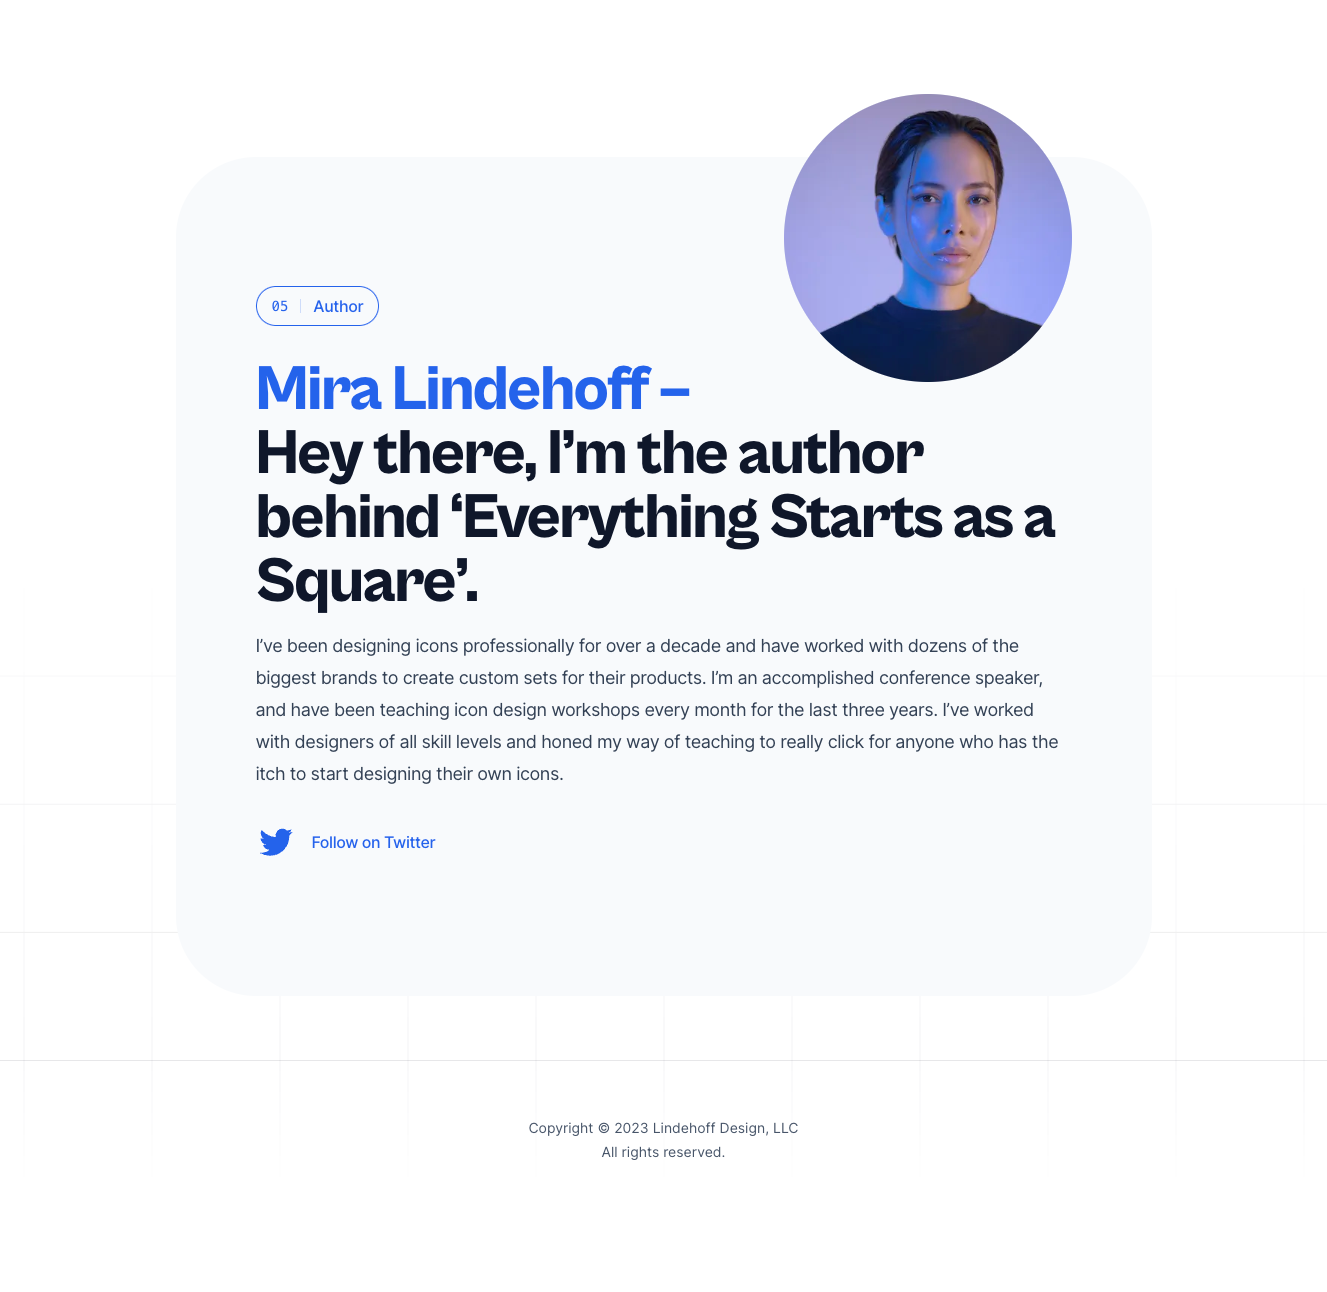 05 Author
Mira Lindehoff –
Hey there, I’m the author
behind ‘Everything Starts as a
Square’.
I’ve been designing icons professionally for over a decade and have worked with dozens of the
biggest brands to create custom sets for their products. I’m an accomplished conference speaker,
and have been teaching icon design workshops every month for the last three years. I’ve worked
with designers of all skill levels and honed my way of teaching to really click for anyone who has the
itch to start designing their own icons.
Follow on Twitter
Copyright © 2023 Lindehoff Design, LLC
All rights reserved.